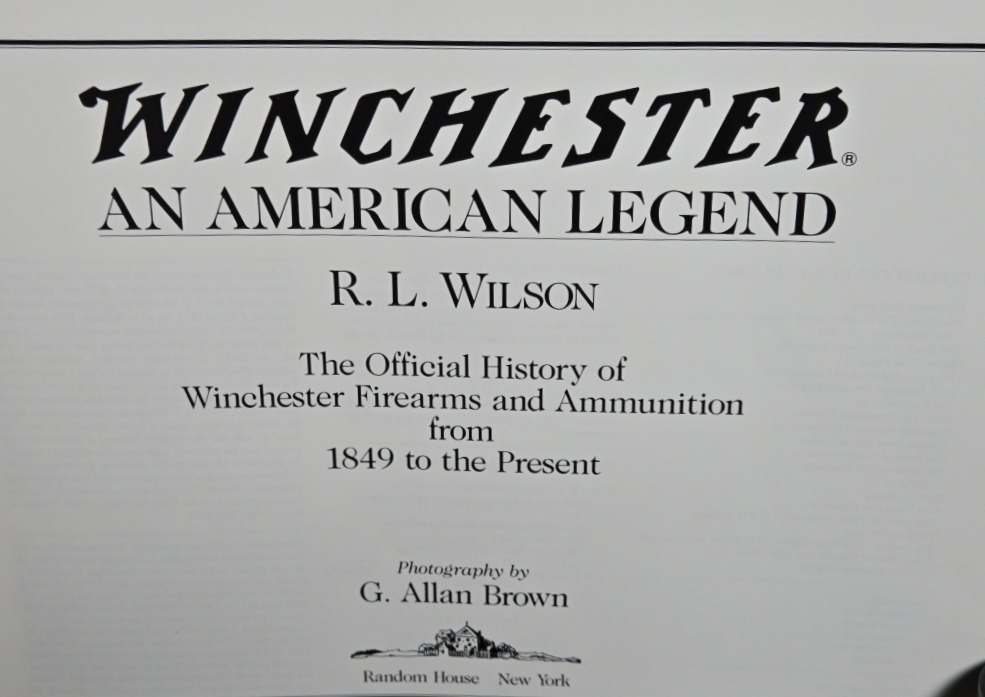 WINCHESTER®
AN AMERICAN LEGEND
R. L. WILSON
The Official History of
Winchester Firearms and Ammunition
from
1849 to the Present
Photography by
G. Allan Brown
Random House New York